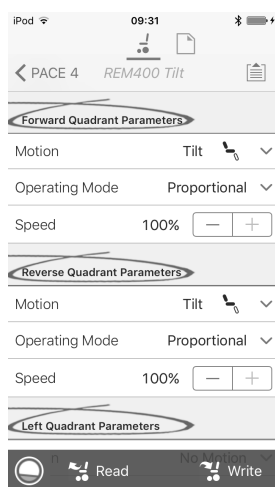 iPod 09:31
PACE 4 REM400 Tilt
Forward Quadrant Parameters
Motion Tilt
Operating Mode Proportional
Speed 100% — +
Reverse Quadrant Parameters
Motion Tilt
Operating Mode Proportional
Speed 100% — +
Left Quadrant Parameters
No Motion
Read Write